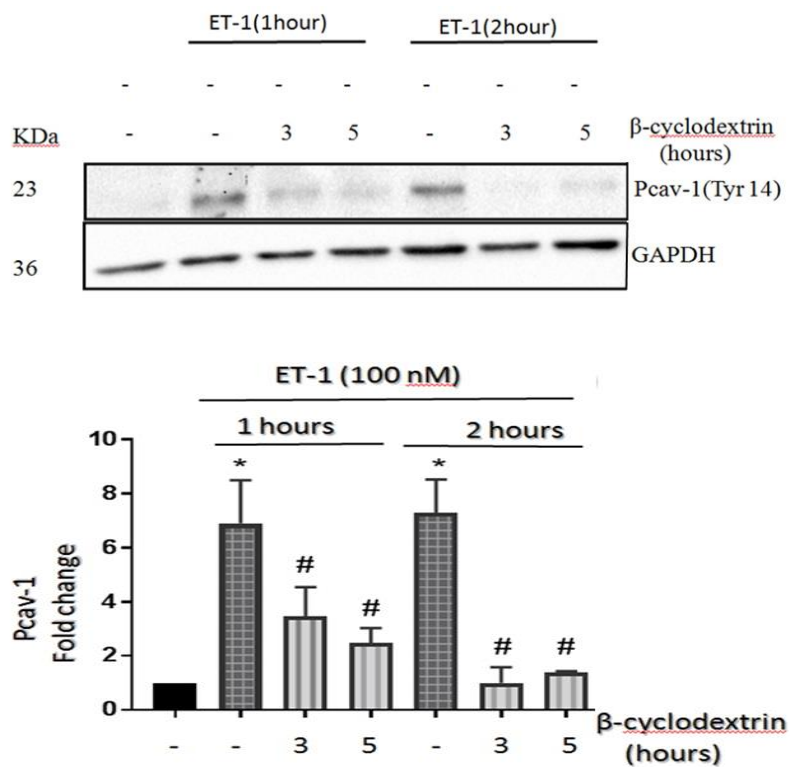 ET-1(1hour) ET-1(2hour)
- - - - - - -
KDa - - 3 5 - 3 5 β-cyclodextrin
(hours)
23 Pcav-1(Tyr 14)
36 GAPDH
ET-1 (100 nM)
1 hours 2 hours
10
8
6
4
2
0
Pcav-1
Fold change
* # # * # #
- - 3 5 - 3 5 β-cyclodextrin
(hours)